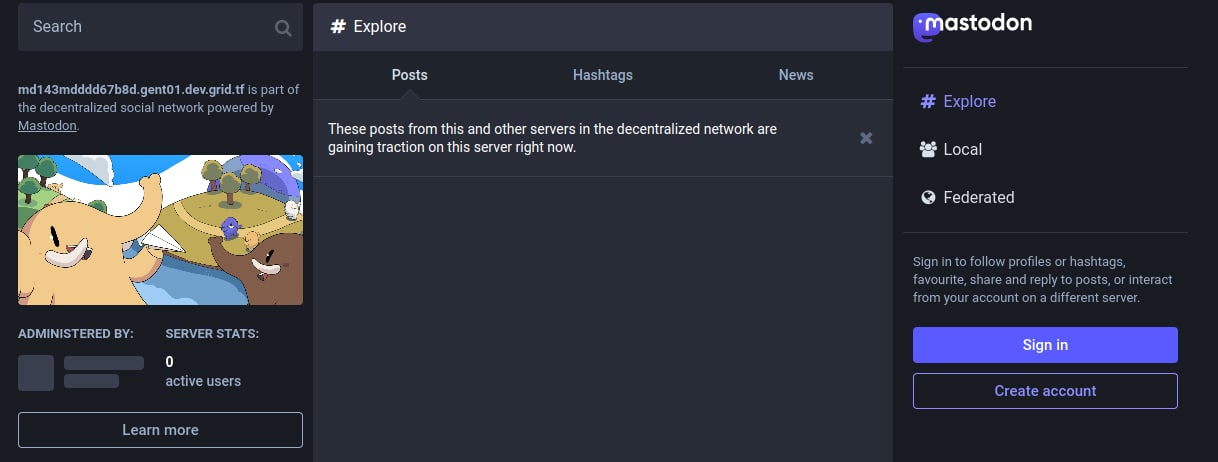 Search
md143mdddd67b8d.gent01.dev.grid.tf is part of
the decentralized social network powered by
Mastodon.
ADMINISTERED BY:
SERVER STATS:
0
active users
Learn more
# Explore
Posts
Hashtags
News
These posts from this and other servers in the decentralized network are
gaining traction on this server right now.
mastodon
# Explore
Local
Federated
Sign in to follow profiles or hashtags,
favourite, share and reply to posts, or interact
from your account on a different server.
Sign in
Create account